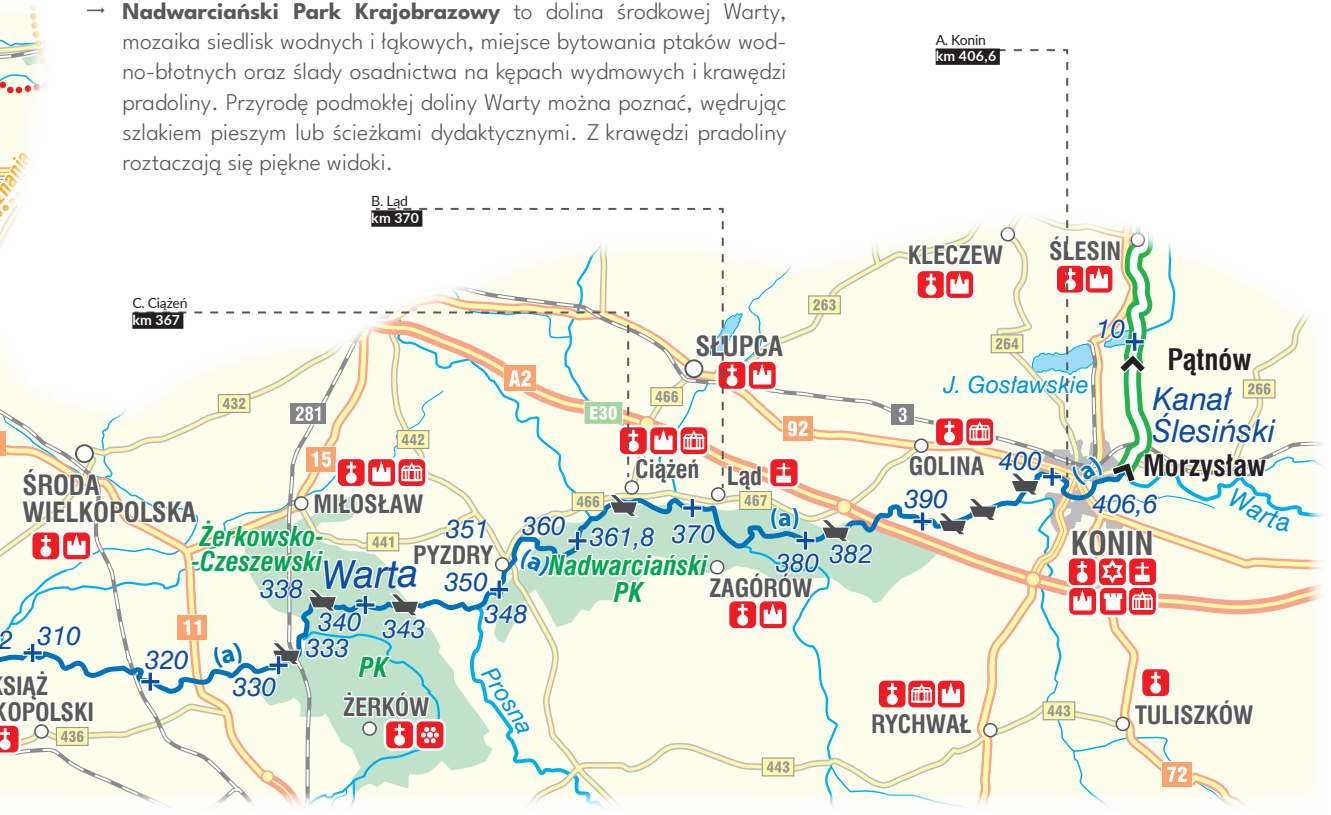 → Nadwarciański Park Krajobrazowy to dolina środkowej Warty,
mozaika siedlisk wodnych i łąkowych, miejsce bytowania ptaków wod-
no-błotnych oraz ślady osadnictwa na kępach wydmowych i krawędzi
pradoliny. Przyrodę podmokłej doliny Warty można poznać, wędrując
szlakiem pieszym lub ścieżkami dydaktycznymi. Z krawędzi pradoliny
roztaczają się piękne widoki.
A. Konin
km 406,6
B. Ląd
km 370
C. Ciążeń
km 367
KLECZEW
ŚLESIN
263
10
264
SŁUPCA
Pątnów
J. Gosławskie
266
A2
466
Kanał
Ślesiński
432
281
E30
3
92
442
15
Ciążeń
GOLINA
400
(a)
Morzysław
ŚRODA
WIELKOPOLSKA
MIŁOSŁAW
Ląd
466
467
390
406,6
Warta
351
360
361,8
370
(a)
380
382
KONIN
Żerkowsko-
-Czeszewski
441
PYZDRY
(a)
Nadwarciański
PK
ZAGÓRÓW
338
Warta
350
348
340
343
333
11
310
320
(a)
330
PK
Prosna
KSIĄŻ
KOPOLSKI
436
ŻERKÓW
RYCHWAŁ
443
TULISZKÓW
443
72